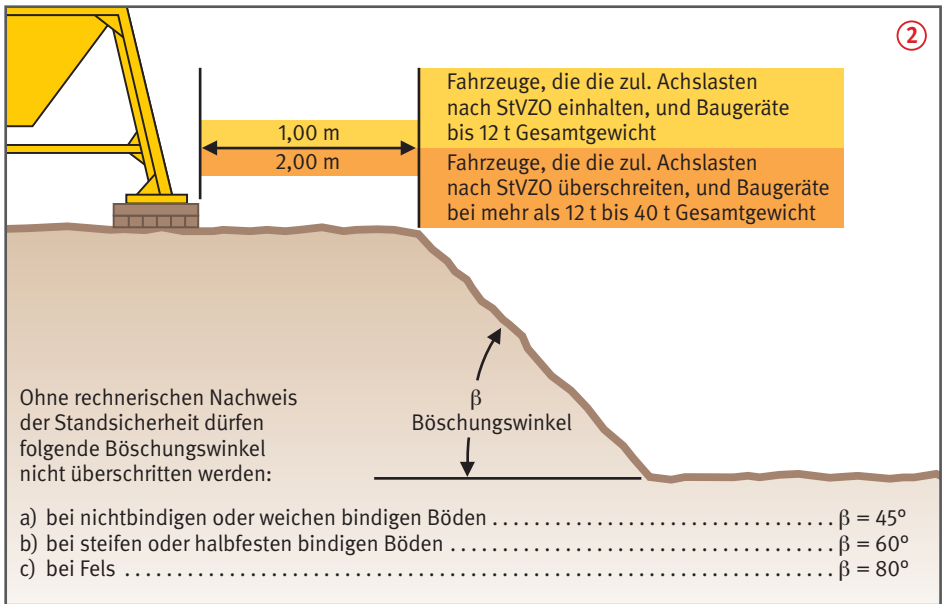 ②
Fahrzeuge, die die zul. Achslasten
nach StVZO einhalten, und Baugeräte
bis 12 t Gesamtgewicht
1,00 m
2,00 m
Fahrzeuge, die die zul. Achslasten
nach StVZO überschreiten, und Baugeräte
bei mehr als 12 t bis 40 t Gesamtgewicht
β
Böschungswinkel
Ohne rechnerischen Nachweis
der Standsicherheit dürfen
folgende Böschungswinkel
nicht überschritten werden:
a) bei nichtbindigen oder weichen bindigen Böden ........................................ β = 45°
b) bei steifen oder halbfesten bindigen Böden ............................................ β = 60°
c) bei Fels ................................................................................ β = 80°